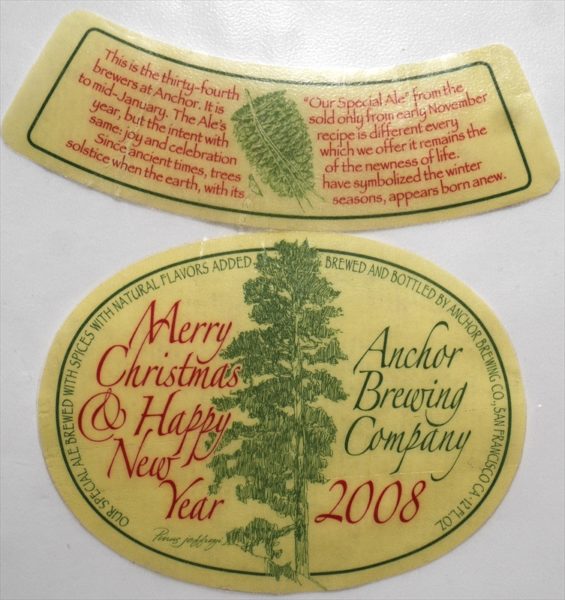 This is the thirty-fourth "Our Special Ale" from the
brewers at Anchor. It is sold only from early November
to mid-January. The Ale's recipe is different every
year, but the intent with which we offer it remains the
same: joy and celebration of the newness of life.
Since ancient times, trees have symbolized the winter
solstice when the earth, with its seasons, appears born anew.
OUR SPECIAL ALE BREWED WITH SPICES WITH NATURAL FLAVORS ADDED
BREWED AND BOTTLED BY ANCHOR BREWING CO., SAN FRANCISCO CA · 12 FL. OZ.
Merry
Christmas
& Happy
New
Year
Anchor
Brewing
Company
2008
Pinus jeffreyi